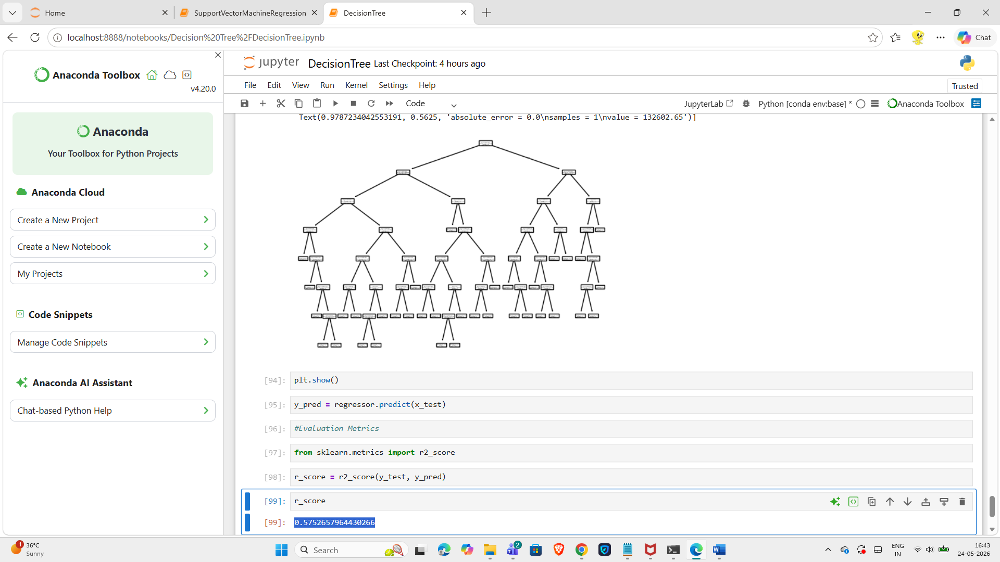 Home
SupportVectorMachineRegression
DecisionTree
localhost:8888/notebooks/Decision%20Tree%2FDecisionTree.ipynb
Chat
Anaconda Toolbox
v4.20.0
Anaconda
Your Toolbox for Python Projects
Anaconda Cloud
Create a New Project
Create a New Notebook
My Projects
Code Snippets
Manage Code Snippets
Anaconda AI Assistant
Chat-based Python Help
jupyter DecisionTree Last Checkpoint: 4 hours ago
File Edit View Run Kernel Settings Help
Trusted
Code
JupyterLab
Python [conda env:base] *
Anaconda Toolbox
Text(0.9787234042553191, 0.5625, 'absolute_error = 0.0\nsamples = 1\nvalue = 132602.65')]
[94]: plt.show()
[95]: y_pred = regressor.predict(x_test)
[96]: #Evaluation Metrics
[97]: from sklearn.metrics import r2_score
[98]: r_score = r2_score(y_test, y_pred)
[99]: r_score
[99]: 0.5752657964430266
1
36°C
Sunny
Search
2
ENG
IN
16:43
24-05-2026